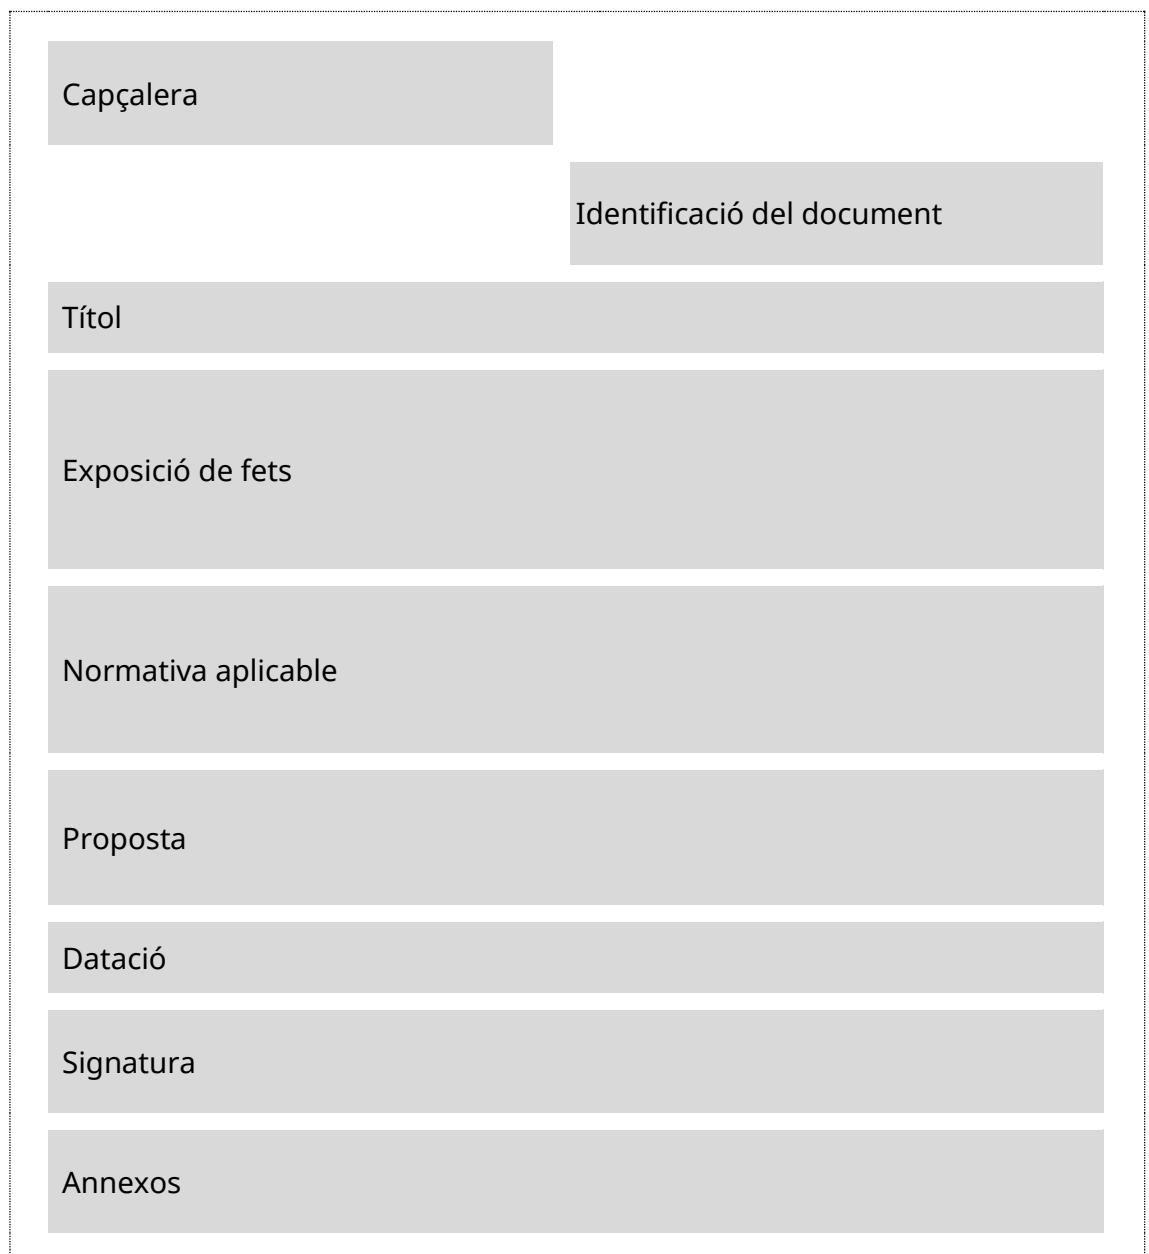 Capçalera
Identificació del document
Títol
Exposició de fets
Normativa aplicable
Proposta
Datació
Signatura
Annexos